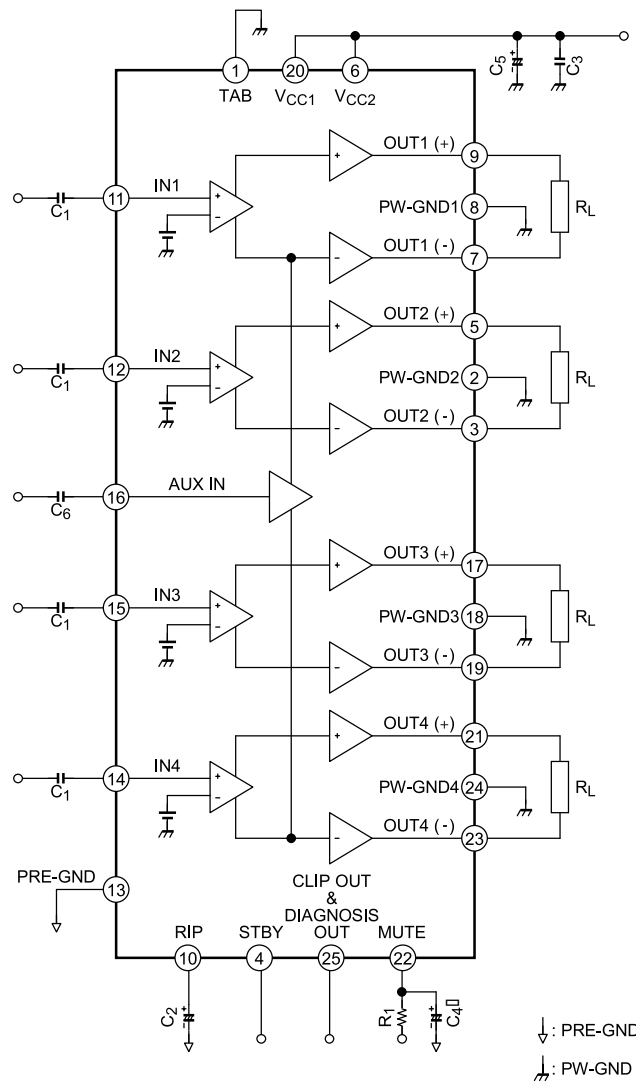 1 20 6
TAB VCC1 VCC2
C5 + - C3
OUT1 (+) 9
11 IN1 C1
PW-GND1 8 RL
OUT1 (-) 7
OUT2 (+) 5
12 IN2 C1
PW-GND2 2 RL
OUT2 (-) 3
16 AUX IN C6
OUT3 (+) 17
15 IN3 C1
PW-GND3 18 RL
OUT3 (-) 19
OUT4 (+) 21
14 IN4 C1
PW-GND4 24 RL
OUT4 (-) 23
PRE-GND 13
CLIP OUT
&
DIAGNOSIS
RIP STBY OUT MUTE
10 4 25 22
C2 + - R1 C4 + -
: PRE-GND
: PW-GND